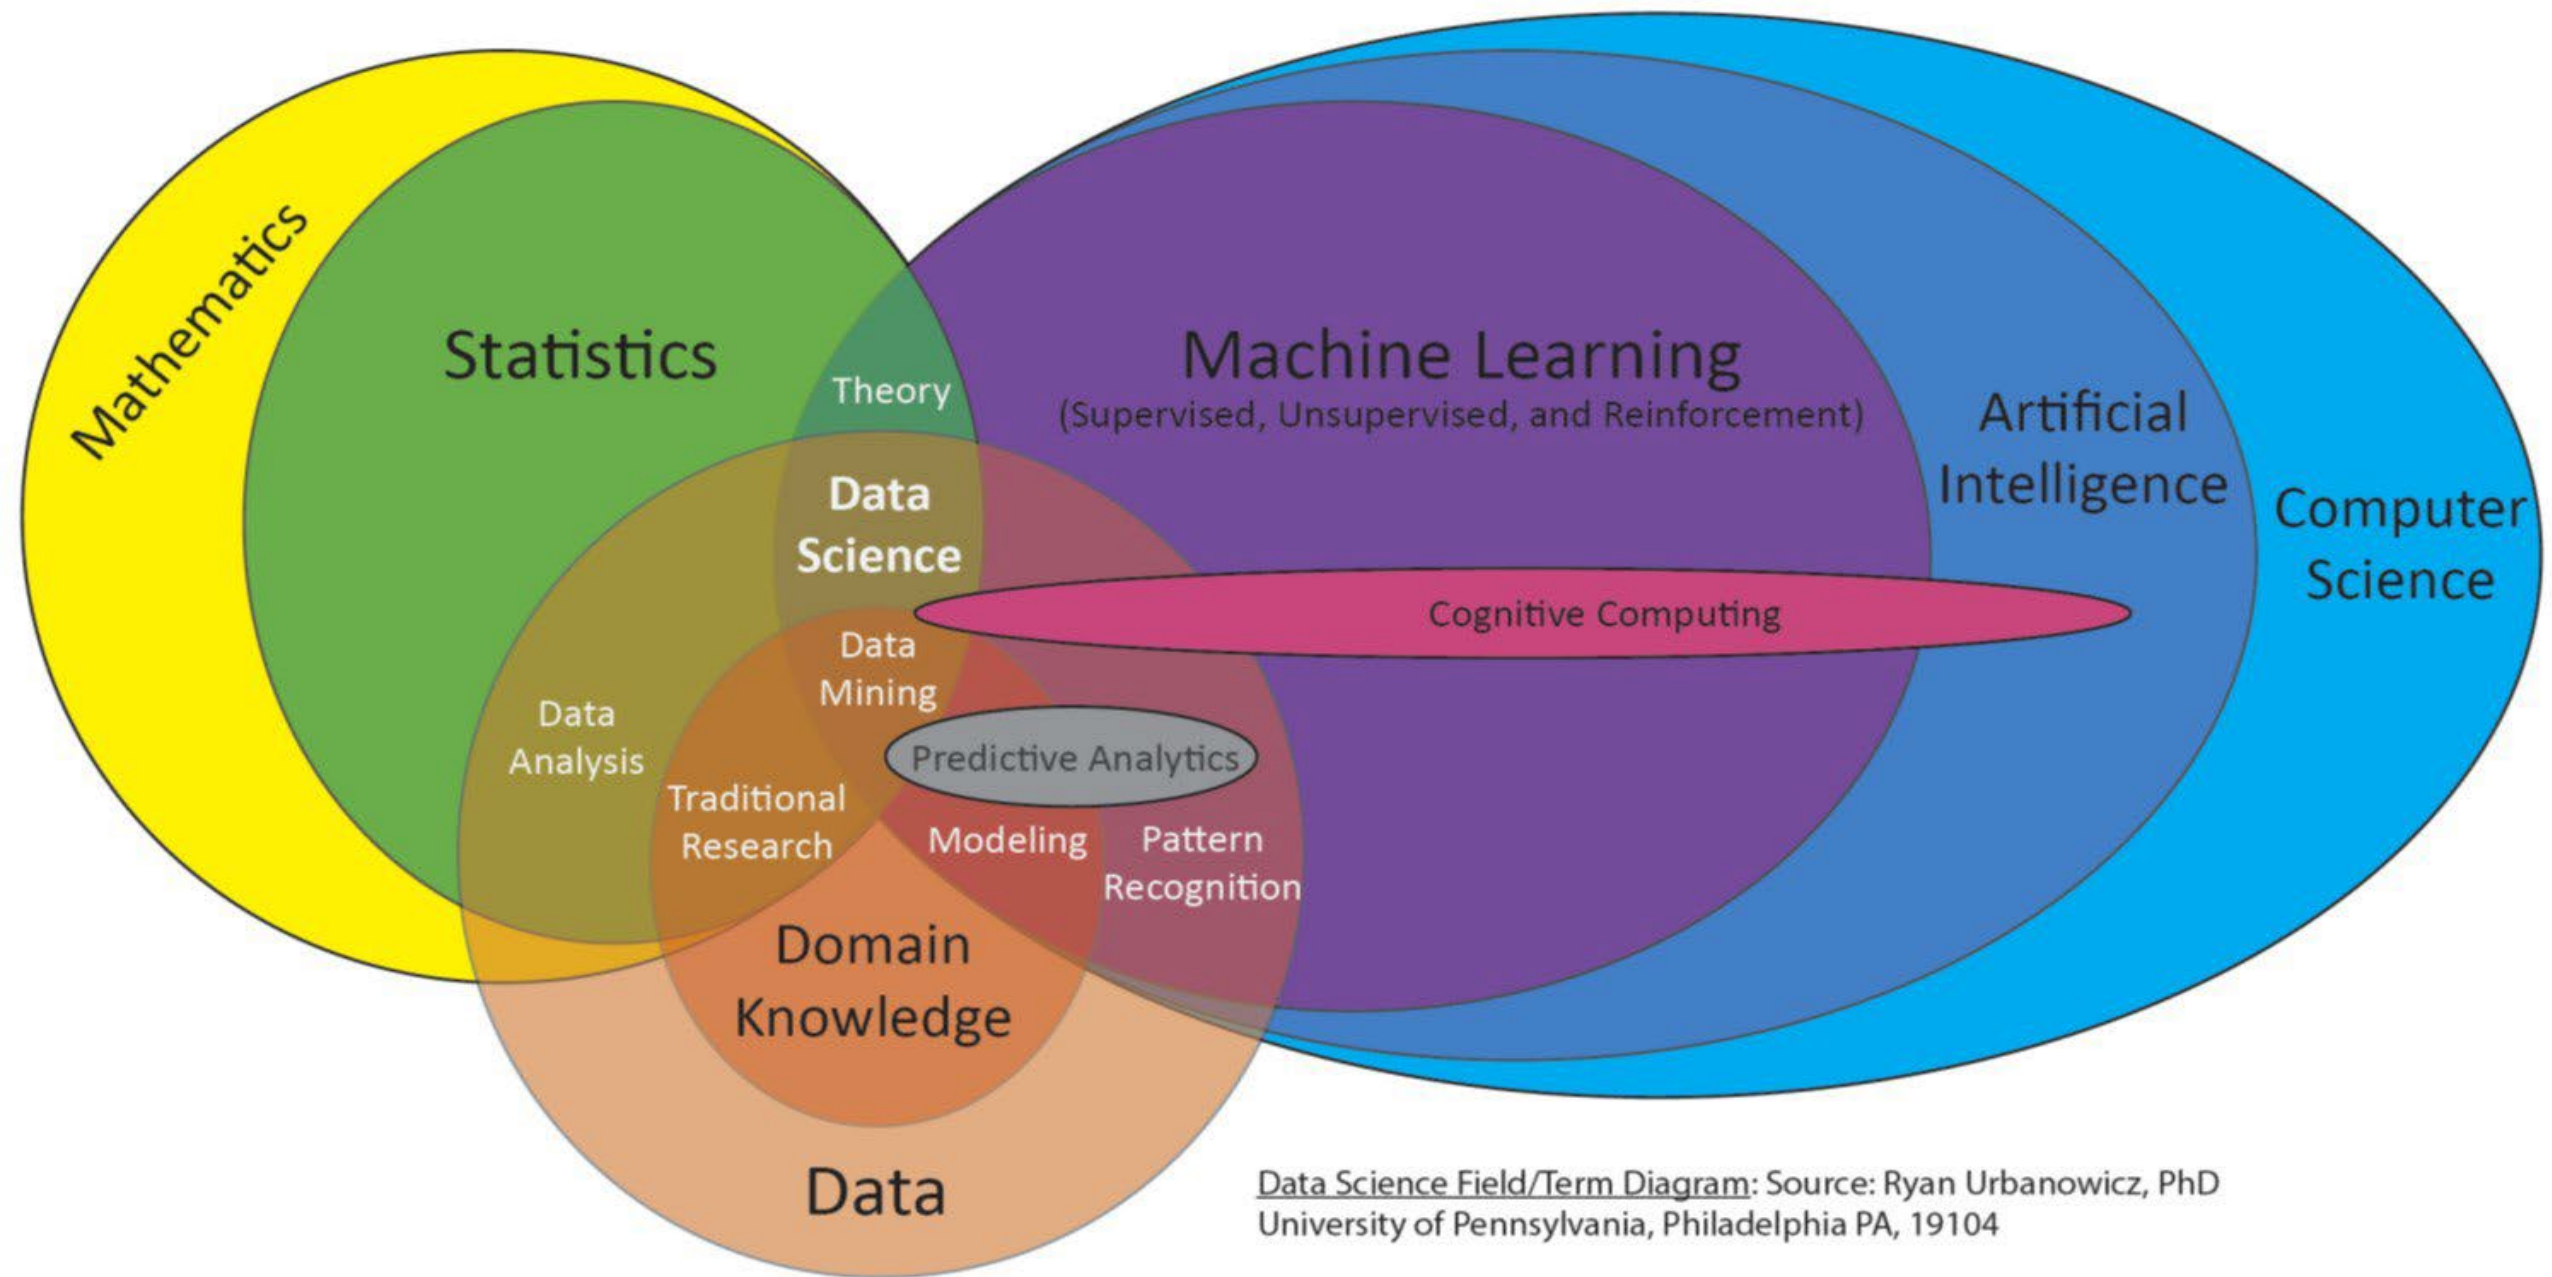 Mathematics
Statistics
Theory
Machine Learning
(Supervised, Unsupervised, and Reinforcement)
Artificial
Intelligence
Computer
Science
Data
Science
Cognitive Computing
Data
Mining
Data
Analysis
Predictive Analytics
Traditional
Research
Modeling
Pattern
Recognition
Domain
Knowledge
Data
Data Science Field/Term Diagram: Source: Ryan Urbanowicz, PhD
University of Pennsylvania, Philadelphia PA, 19104